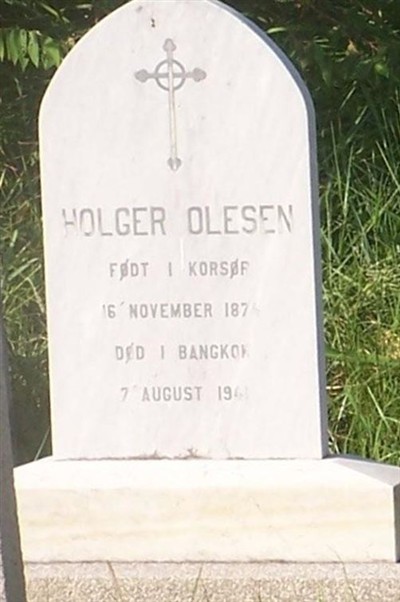 HOLGER OLESEN
FØDT I KORSØR
16 NOVEMBER
DØD I BANGKOK
7 AUGUST